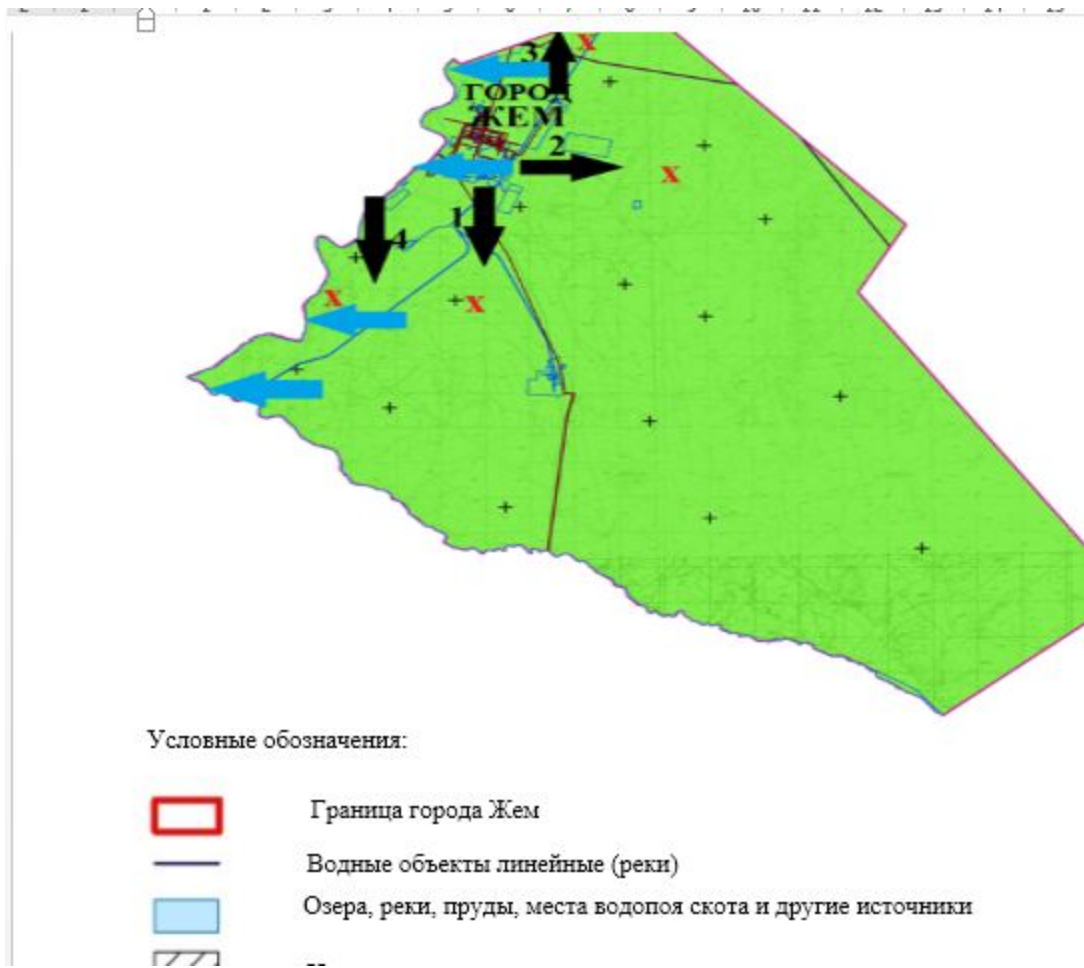 3 x
ГОРОД
ЖЕМ
2
x
1
4
x
x
Условные обозначения:
Граница города Жем
Водные объекты линейные (реки)
Озера, реки, пруды, места водопоя скота и другие источники